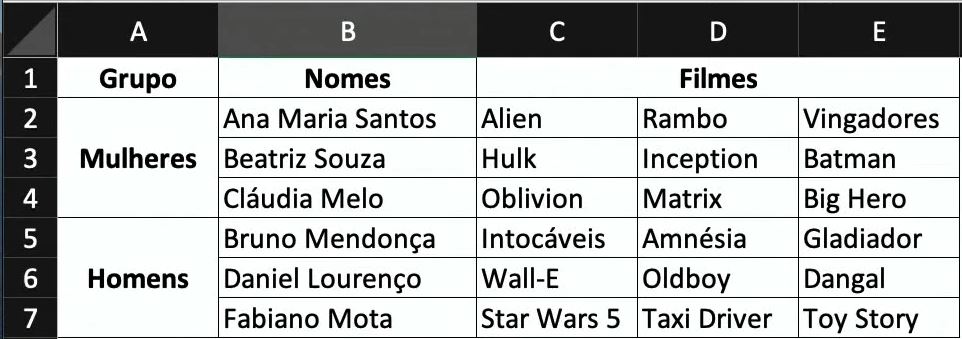 A B C D E
1 Grupo Nomes Filmes
2 Ana Maria Santos Alien Rambo Vingadores
3 Mulheres Beatriz Souza Hulk Inception Batman
4 Cláudia Melo Oblivion Matrix Big Hero
5 Bruno Mendonça Intocáveis Amnésia Gladiador
6 Homens Daniel Lourenço Wall-E Oldboy Dangal
7 Fabiano Mota Star Wars 5 Taxi Driver Toy Story